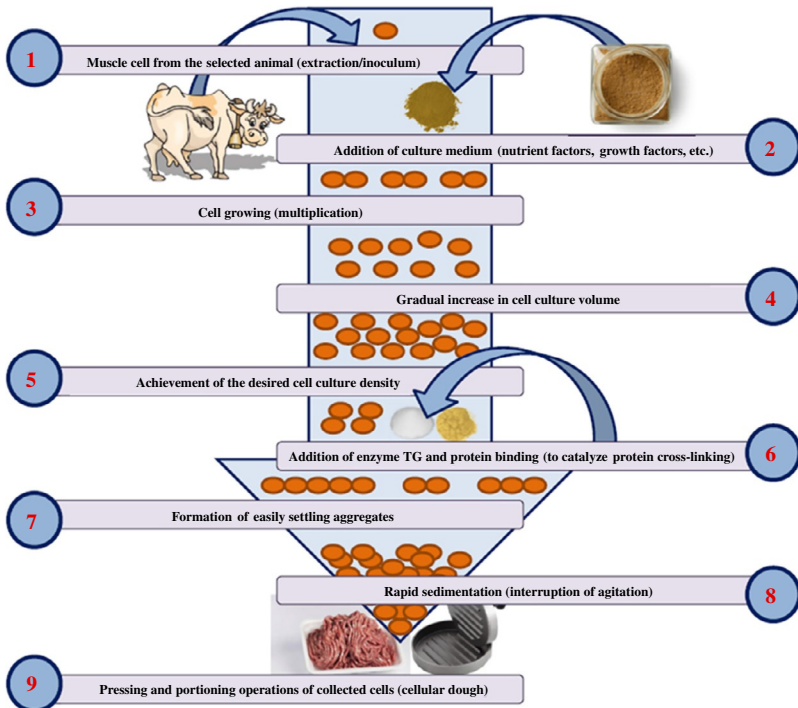 1
Muscle cell from the selected animal (extraction/inoculum)
Addition of culture medium (nutrient factors, growth factors, etc.)
2
3
Cell growing (multiplication)
Gradual increase in cell culture volume
4
5
Achievement of the desired cell culture density
Addition of enzyme TG and protein binding (to catalyze protein cross-linking)
6
7
Formation of easily settling aggregates
Rapid sedimentation (interruption of agitation)
8
9
Pressing and portioning operations of collected cells (cellular dough)